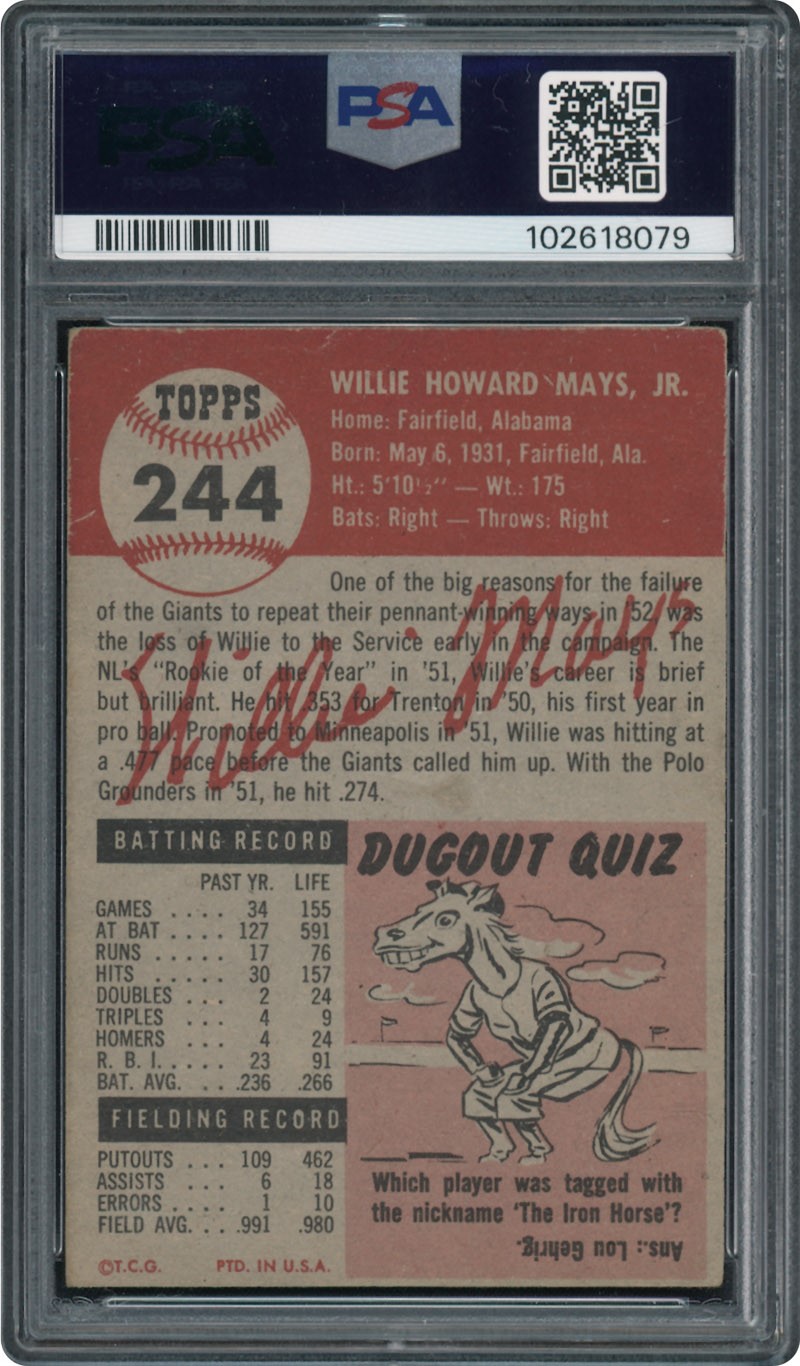 PSA
PSA
102618079
TOPPS
244
WILLIE HOWARD MAYS, JR.
Home: Fairfield, Alabama
Born: May 6, 1931, Fairfield, Ala.
Ht.: 5'10½" — Wt.: 175
Bats: Right — Throws: Right
One of the big reasons for the failure
of the Giants to repeat their pennant-winning ways in '52, was
the loss of Willie to the Service early in the campaign. The
NL's "Rookie of the Year" in '51, Willie's career is brief
but brilliant. He hit .353 for Trenton in '50, his first year in
pro ball. Promoted to Minneapolis in '51, Willie was hitting at
a .477 pace before the Giants called him up. With the Polo
Grounders in '51, he hit .274.
Willie Mays
BATTING RECORD
PAST YR. LIFE
GAMES .... 34 155
AT BAT .... 127 591
RUNS ..... 17 76
HITS ..... 30 157
DOUBLES ... 2 24
TRIPLES ... 4 9
HOMERS ... 4 24
R. B. I. .... 23 91
BAT. AVG. ... .236 .266
FIELDING RECORD
PUTOUTS ... 109 462
ASSISTS ... 6 18
ERRORS .... 1 10
FIELD AVG. ... .991 .980
©T.C.G. PTD. IN U.S.A.
DUGOUT QUIZ
Which player was tagged with
the nickname 'The Iron Horse'?
Ans.: Lou Gehrig.